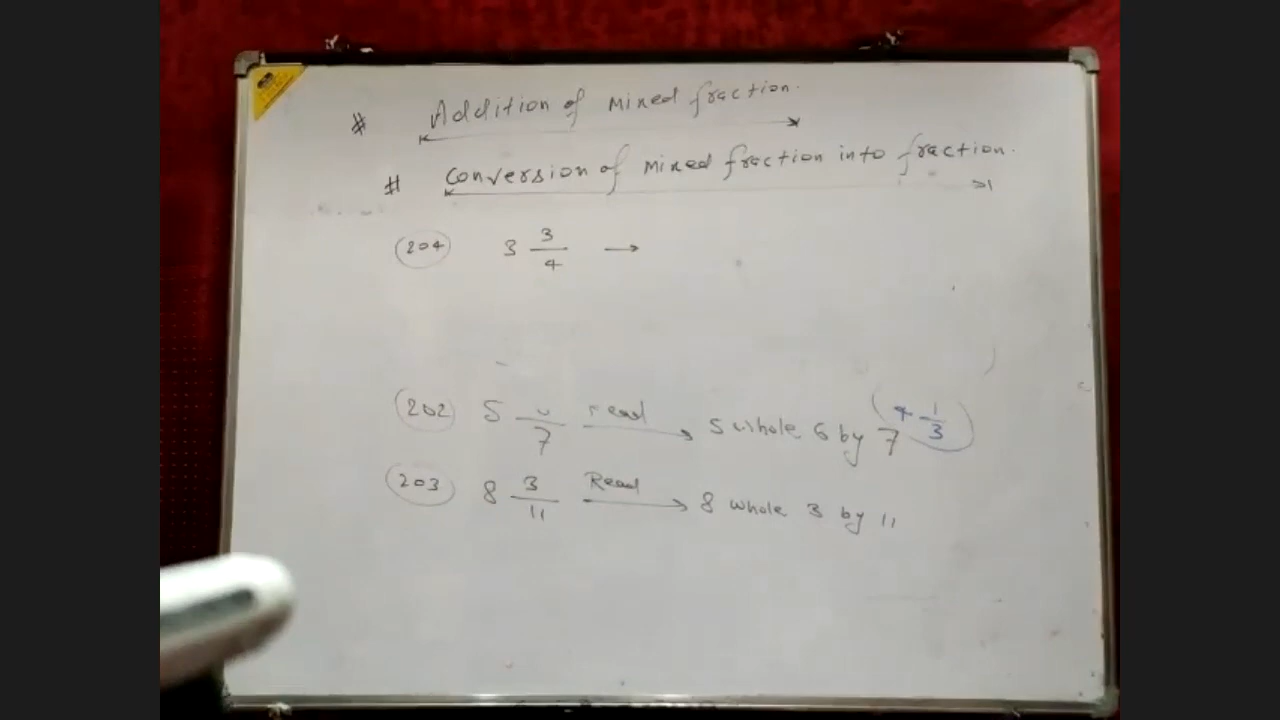 # Addition of mixed fraction.
# Conversion of mixed fraction into fraction.
204 3 3/4 →
202 5 /7 read → 5 whole 6 by 7 (4 1/3)
203 8 3/11 Read → 8 whole 3 by 11